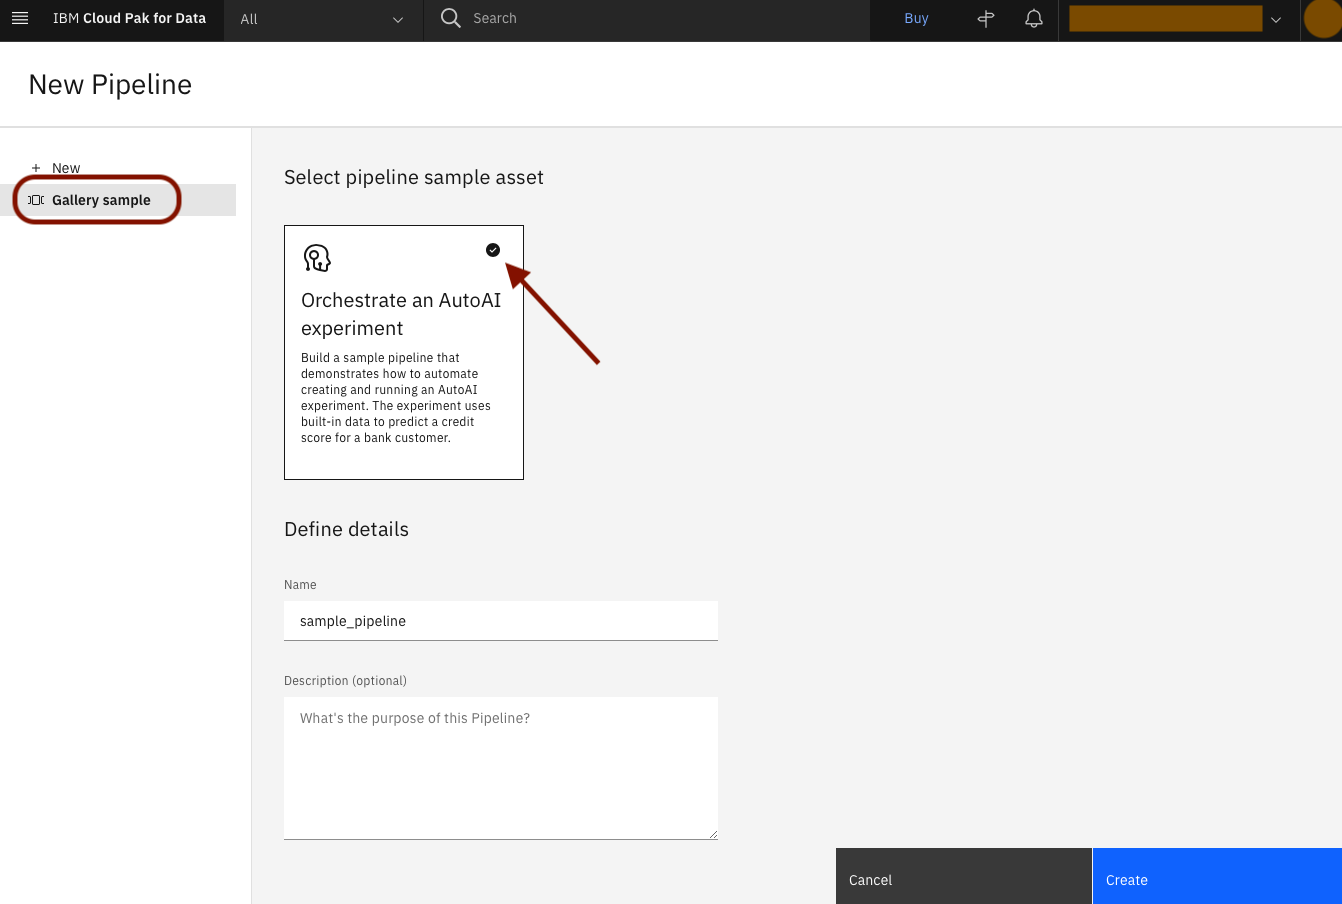 IBM Cloud Pak for Data
All
Search
Buy
New Pipeline
New
Gallery sample
Select pipeline sample asset
Orchestrate an AutoAI
experiment
Build a sample pipeline that
demonstrates how to automate
creating and running an AutoAI
experiment. The experiment uses
built-in data to predict a credit
score for a bank customer.
Define details
Name
sample_pipeline
Description (optional)
What's the purpose of this Pipeline?
Cancel
Create